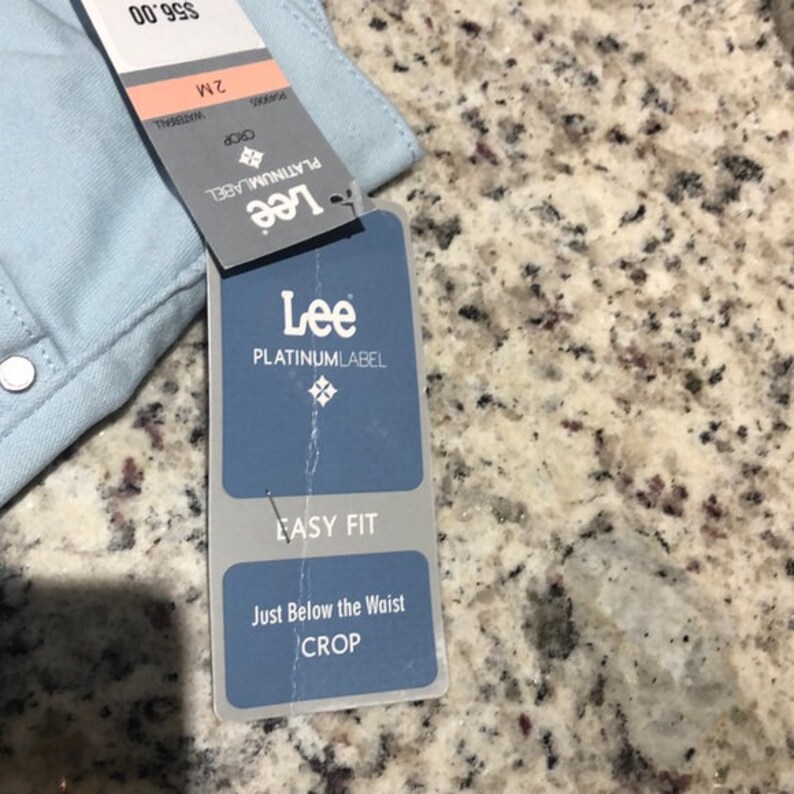 $56.00
2 M
WATERFALL
CROP
PLATINUMLABEL
Lee
Lee
PLATINUMLABEL
EASY FIT
Just Below the Waist
CROP